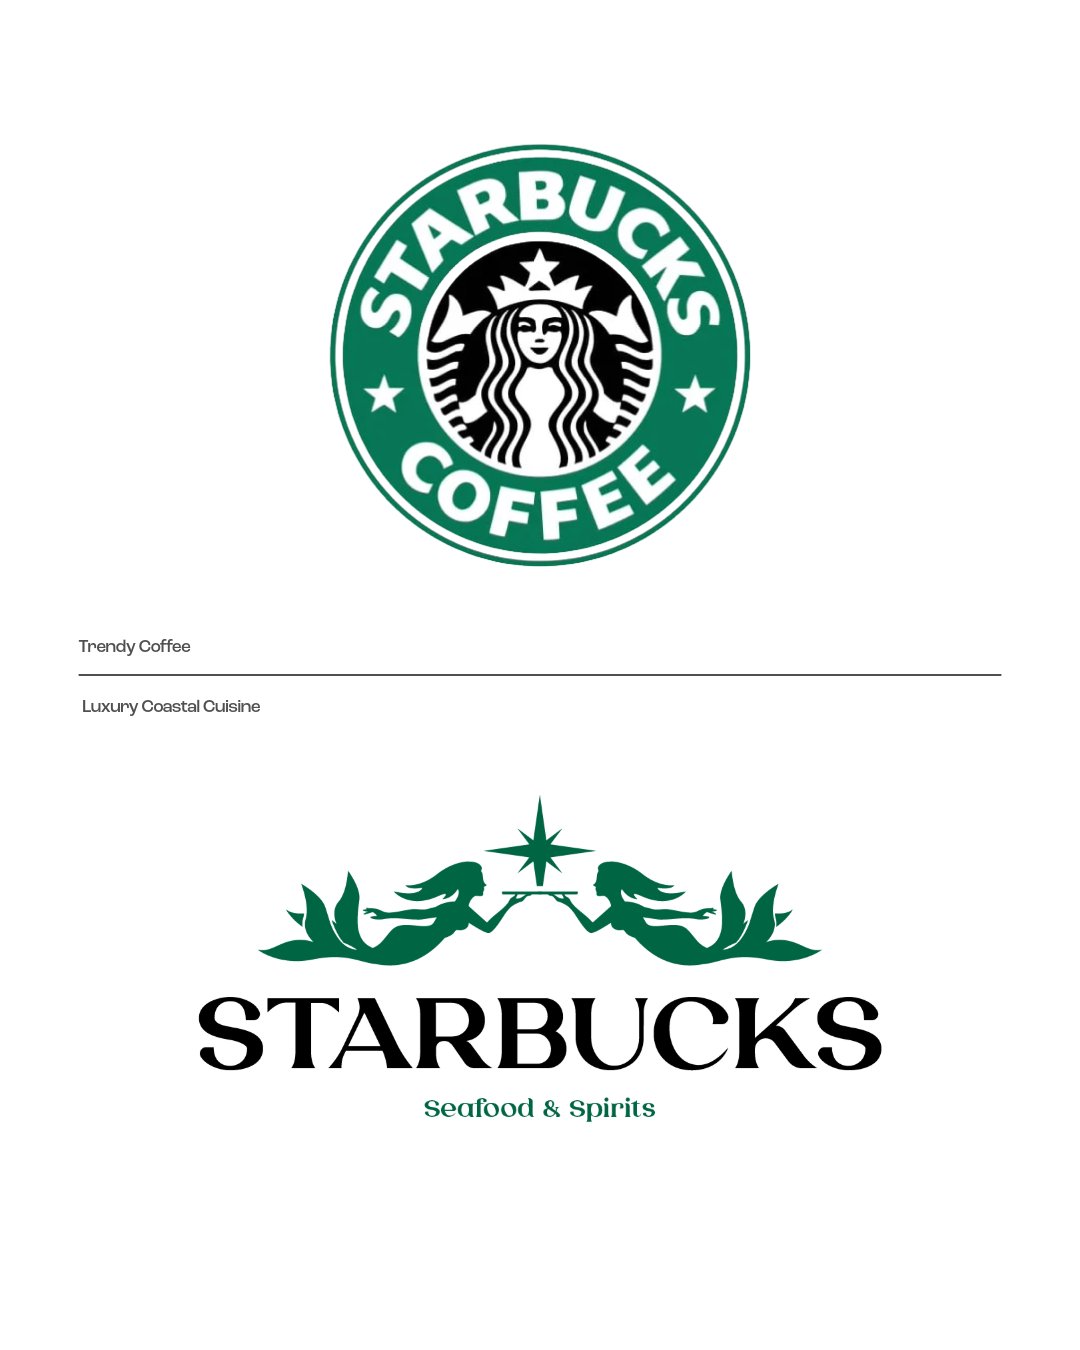 STARBUCKS
COFFEE
Trendy Coffee
Luxury Coastal Cuisine
STARBUCKS
Seafood & Spirits